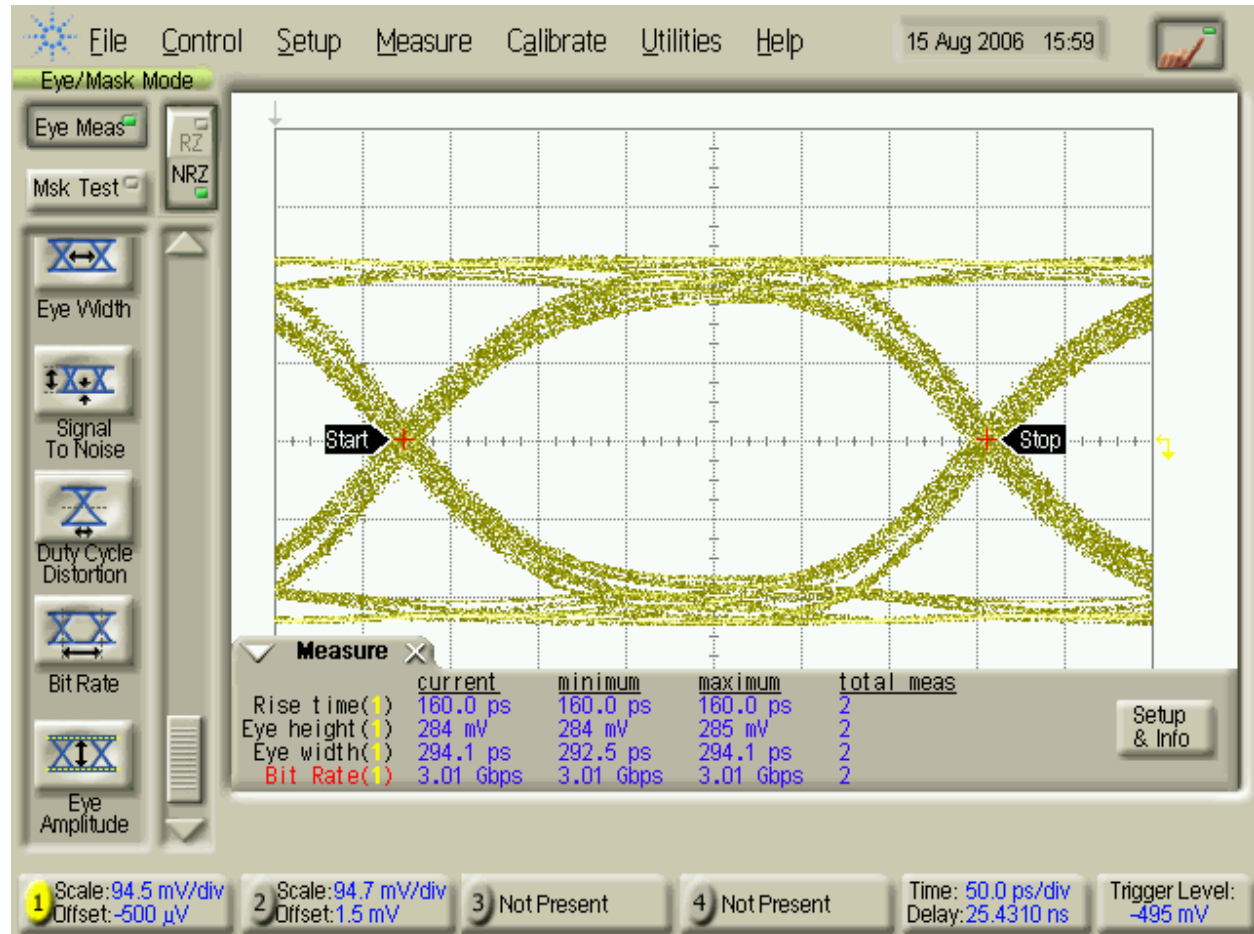 File Control Setup Measure Calibrate Utilities Help 15 Aug 2006 15:59
Eye/Mask Mode
Eye Meas
RZ
NRZ
Msk Test
Eye Width
Signal
To Noise
Duty Cycle
Distortion
Bit Rate
Eye
Amplitude
Start
Stop
Measure
current minimum maximum total meas
Rise time(1) 160.0 ps 160.0 ps 160.0 ps 2
Eye height(1) 284 mV 284 mV 285 mV 2
Eye width(1) 294.1 ps 292.5 ps 294.1 ps 2
Bit Rate(1) 3.01 Gbps 3.01 Gbps 3.01 Gbps 2
Setup
& Info
1 Scale:94.5 mV/div
Offset:-500 µV
2 Scale:94.7 mV/div
Offset:1.5 mV
3 Not Present
4 Not Present
Time: 50.0 ps/div
Delay:25.4310 ns
Trigger Level:
-495 mV